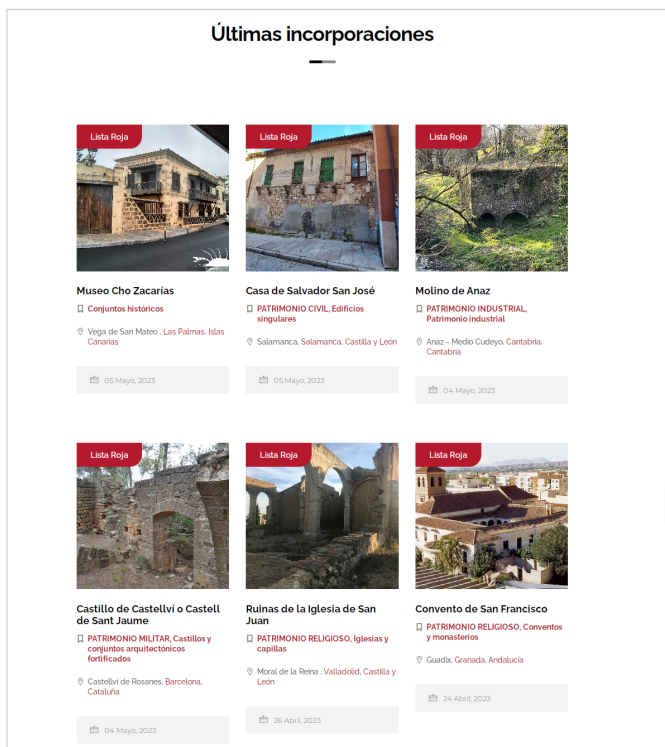 Últimas incorporaciones
Lista Roja
Museo Cho Zacarías
Conjuntos históricos
Vega de San Mateo , Las Palmas, Islas
Canarias
05 Mayo, 2023
Lista Roja
Casa de Salvador San José
PATRIMONIO CIVIL, Edificios
singulares
Salamanca, Salamanca, Castilla y León
05 Mayo, 2023
Lista Roja
Molino de Anaz
PATRIMONIO INDUSTRIAL,
Patrimonio industrial
Anaz - Medio Cudeyo, Cantabria,
Cantabria
04 Mayo, 2023
Lista Roja
Castillo de Castellví o Castell
de Sant Jaume
PATRIMONIO MILITAR, Castillos y
conjuntos arquitectónicos
fortificados
Castellví de Rosanes, Barcelona,
Cataluña
04 Mayo, 2023
Lista Roja
Ruinas de la Iglesia de San
Juan
PATRIMONIO RELIGIOSO, Iglesias y
capillas
Moral de la Reina , Valladolid, Castilla y
León
26 Abril, 2023
Lista Roja
Convento de San Francisco
PATRIMONIO RELIGIOSO, Conventos
y monasterios
Guadix, Granada, Andalucía
24 Abril, 2023